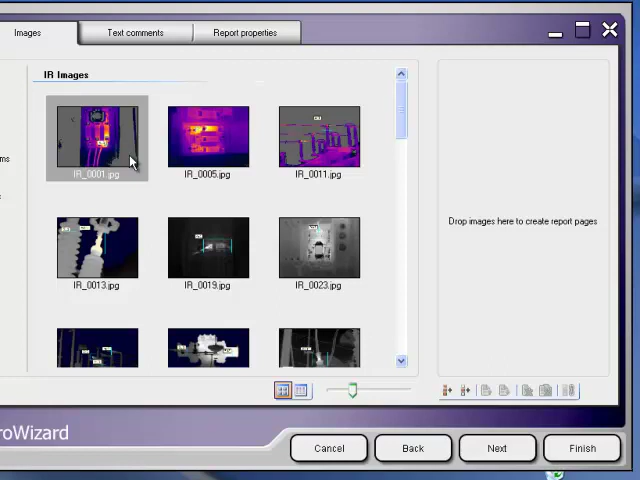 Images
Text comments
Report properties
IR Images
IR_0001.jpg
IR_0005.jpg
IR_0011.jpg
ms
IR_0013.jpg
IR_0019.jpg
IR_0023.jpg
Drop images here to create report pages
roWizard
Cancel
Back
Next
Finish